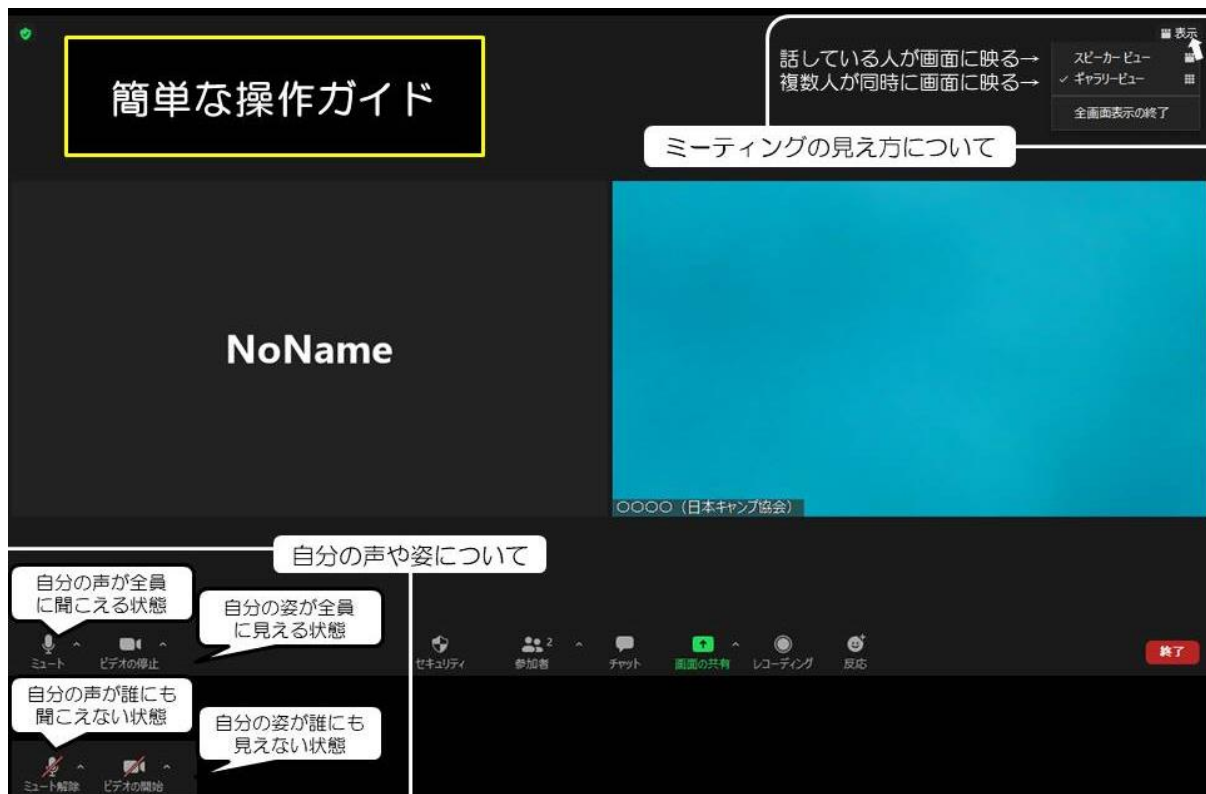 簡単な操作ガイド
表示
話している人が画面に映る→
スピーカー ビュー
複数人が同時に画面に映る→
✓ ギャラリービュー
全画面表示の終了
ミーティングの見え方について
NoName
〇〇〇〇（日本キャンプ協会）
自分の声や姿について
自分の声が全員
に聞こえる状態
自分の姿が全員
に見える状態
ミュート
ビデオの停止
セキュリティ
2
参加者
チャット
画面の共有
レコーディング
反応
終了
自分の声が誰にも
聞こえない状態
自分の姿が誰にも
見えない状態
ミュート解除
ビデオの開始